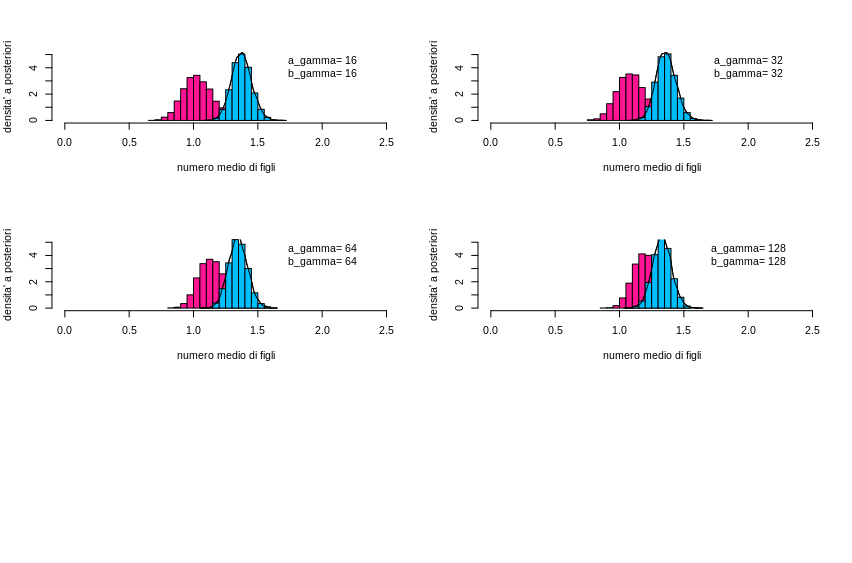 densita' a posteriori
0 2 4
a_gamma= 16
b_gamma= 16
0.0 0.5 1.0 1.5 2.0 2.5
numero medio di figli
densita' a posteriori
0 2 4
a_gamma= 32
b_gamma= 32
0.0 0.5 1.0 1.5 2.0 2.5
numero medio di figli
densita' a posteriori
0 2 4
a_gamma= 64
b_gamma= 64
0.0 0.5 1.0 1.5 2.0 2.5
numero medio di figli
densita' a posteriori
0 2 4
a_gamma= 128
b_gamma= 128
0.0 0.5 1.0 1.5 2.0 2.5
numero medio di figli